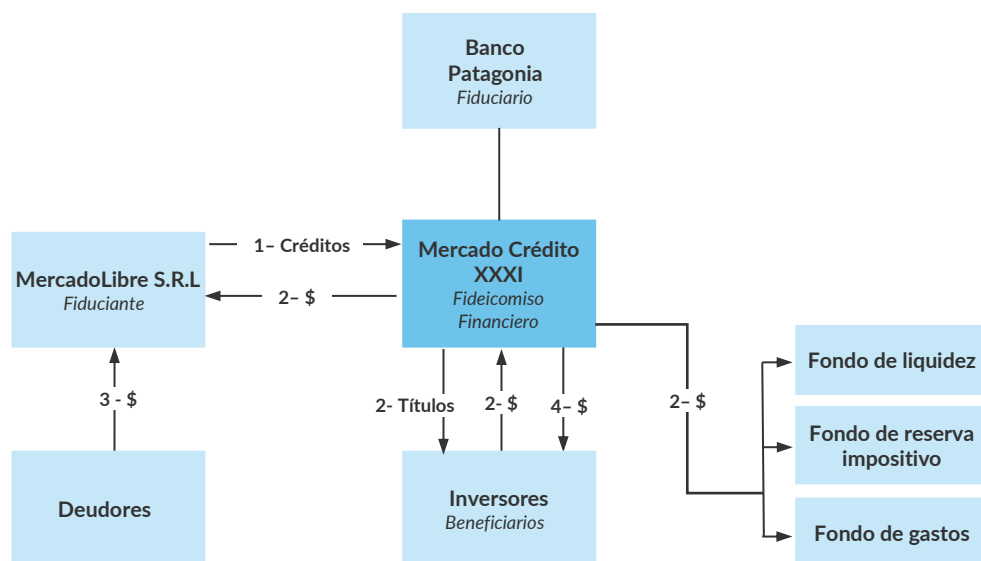 Banco
Patagonia
Fiduciario
1– Créditos
MercadoLibre S.R.L
Fiduciante
2– $
Mercado Crédito
XXXI
Fideicomiso
Financiero
3 - $
2- Títulos
2- $
4– $
2– $
Fondo de liquidez
Fondo de reserva
impositivo
Fondo de gastos
Deudores
Inversores
Beneficiarios